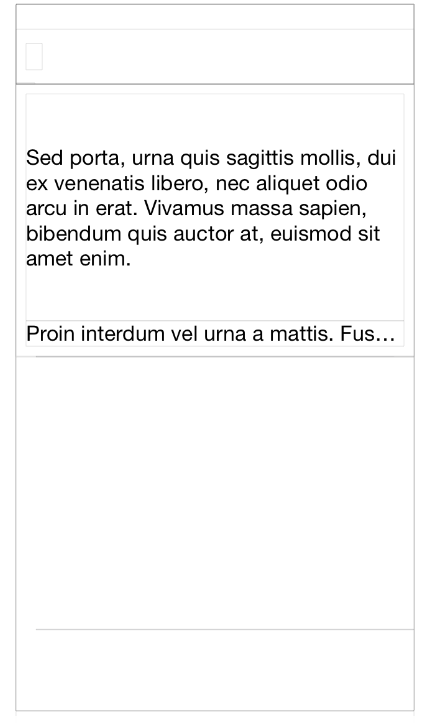 Sed porta, urna quis sagittis mollis, dui
ex venenatis libero, nec aliquet odio
arcu in erat. Vivamus massa sapien,
bibendum quis auctor at, euismod sit
amet enim.
Proin interdum vel urna a mattis. Fus…